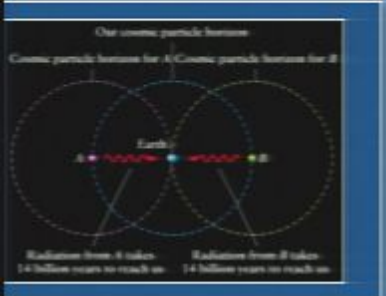 Our cosmic particle horizon
Cosmic particle horizon for A Cosmic particle horizon for B
Earth
A B
Radiation from A takes Radiation from B takes
14 billion years to reach us 14 billion years to reach us